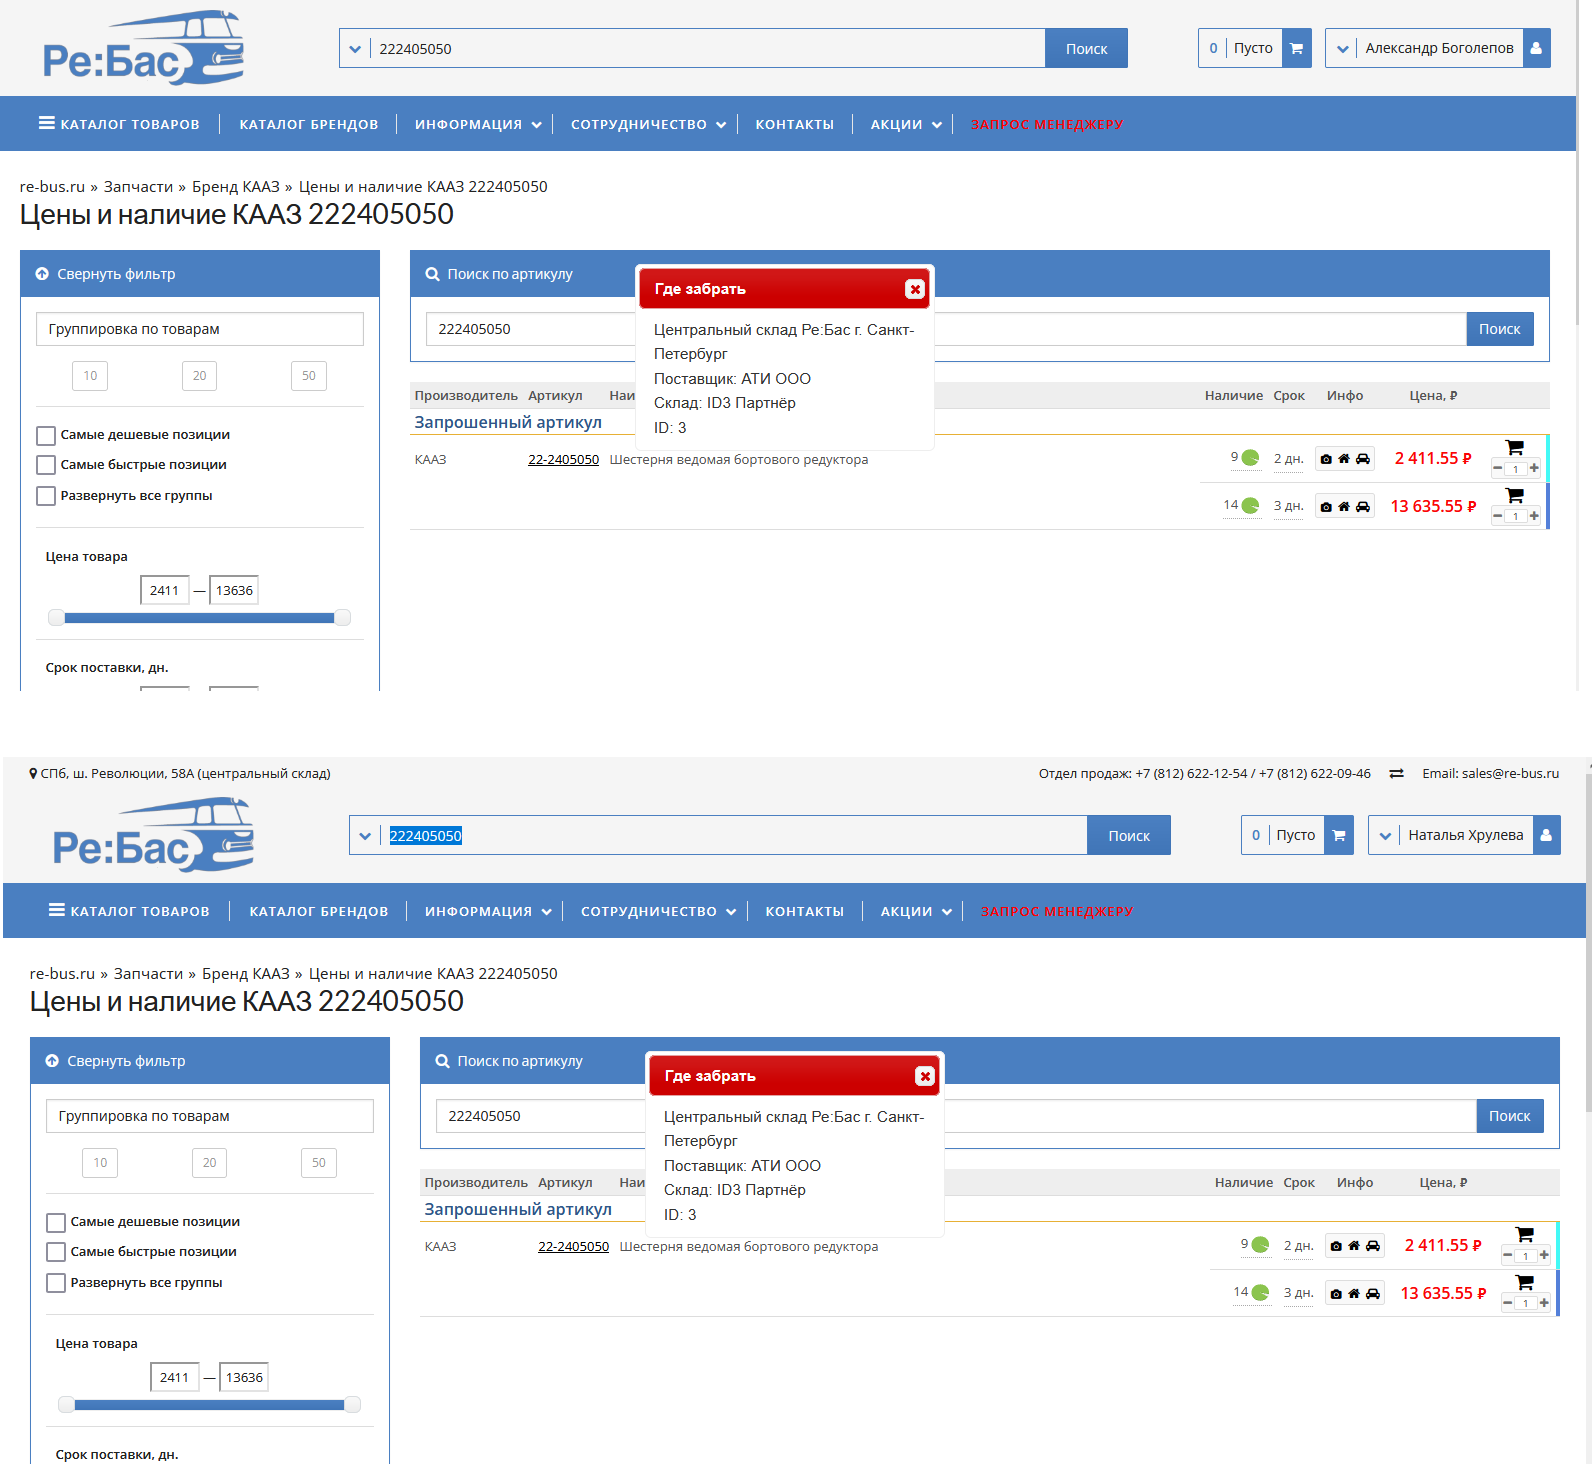 Ре:Бас
222405050
Поиск
0 Пусто
Александр Боголепов
КАТАЛОГ ТОВАРОВ
КАТАЛОГ БРЕНДОВ
ИНФОРМАЦИЯ
СОТРУДНИЧЕСТВО
КОНТАКТЫ
АКЦИИ
ЗАПРОС МЕНЕДЖЕРУ
re-bus.ru » Запчасти » Бренд КААЗ » Цены и наличие КААЗ 222405050
Цены и наличие КААЗ 222405050
Свернуть фильтр
Группировка по товарам
10 20 50
Самые дешевые позиции
Самые быстрые позиции
Развернуть все группы
Цена товара
2411 — 13636
Срок поставки, дн.
Поиск по артикулу
222405050
Поиск
Где забрать
Центральный склад Ре:Бас г. Санкт-
Петербург
Поставщик: АТИ ООО
Склад: ID3 Партнёр
ID: 3
Производитель Артикул Наи Наличие Срок Инфо Цена, ₽
Запрошенный артикул
КААЗ 22-2405050 Шестерня ведомая бортового редуктора 9 2 дн. 2 411.55 ₽ 1
14 3 дн. 13 635.55 ₽ 1
СПб, ш. Революции, 58А (центральный склад)
Отдел продаж: +7 (812) 622-12-54 / +7 (812) 622-09-46
Email: sales@re-bus.ru
Ре:Бас
222405050
Поиск
0 Пусто
Наталья Хрулева
КАТАЛОГ ТОВАРОВ
КАТАЛОГ БРЕНДОВ
ИНФОРМАЦИЯ
СОТРУДНИЧЕСТВО
КОНТАКТЫ
АКЦИИ
ЗАПРОС МЕНЕДЖЕРУ
re-bus.ru » Запчасти » Бренд КААЗ » Цены и наличие КААЗ 222405050
Цены и наличие КААЗ 222405050
Свернуть фильтр
Группировка по товарам
10 20 50
Самые дешевые позиции
Самые быстрые позиции
Развернуть все группы
Цена товара
2411 — 13636
Срок поставки, дн.
Поиск по артикулу
222405050
Поиск
Где забрать
Центральный склад Ре:Бас г. Санкт-
Петербург
Поставщик: АТИ ООО
Склад: ID3 Партнёр
ID: 3
Производитель Артикул Наи Наличие Срок Инфо Цена, ₽
Запрошенный артикул
КААЗ 22-2405050 Шестерня ведомая бортового редуктора 9 2 дн. 2 411.55 ₽ 1
14 3 дн. 13 635.55 ₽ 1